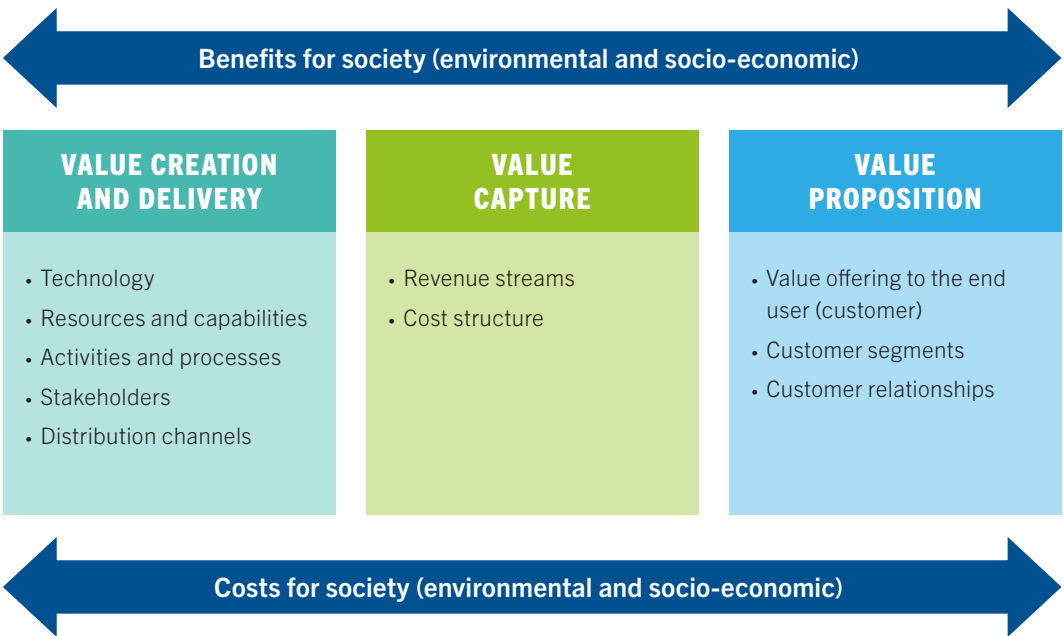 Benefits for society (environmental and socio-economic)
VALUE CREATION
AND DELIVERY
• Technology
• Resources and capabilities
• Activities and processes
• Stakeholders
• Distribution channels
VALUE
CAPTURE
• Revenue streams
• Cost structure
VALUE
PROPOSITION
• Value offering to the end
user (customer)
• Customer segments
• Customer relationships
Costs for society (environmental and socio-economic)